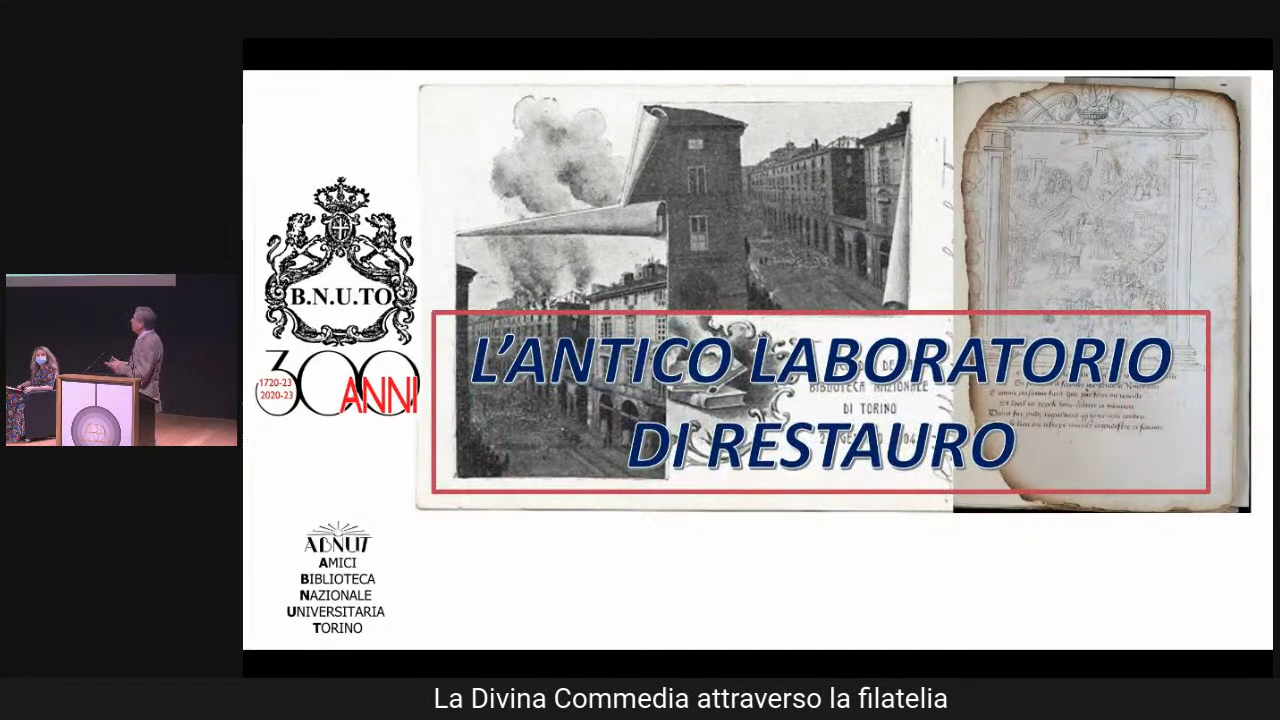 B.N.U.TO
300
1720-23
2020-23
ANNI
L'ANTICO LABORATORIO
DI RESTAURO
BIBLIOTECA NAZIONALE
DI TORINO
ABNUT
AMICI
BIBLIOTECA
NAZIONALE
UNIVERSITARIA
TORINO
La Divina Commedia attraverso la filatelia